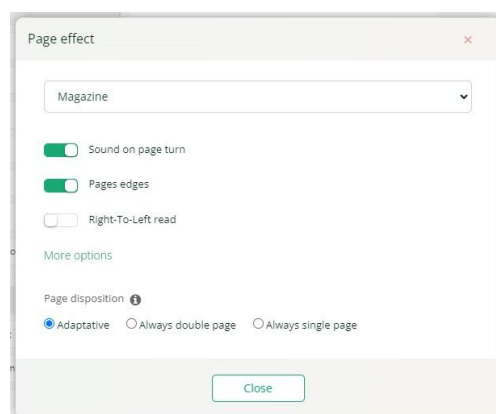 Page effect
×
Magazine
Sound on page turn
Pages edges
Right-To-Left read
More options
Page disposition
Adaptative Always double page Always single page
Close